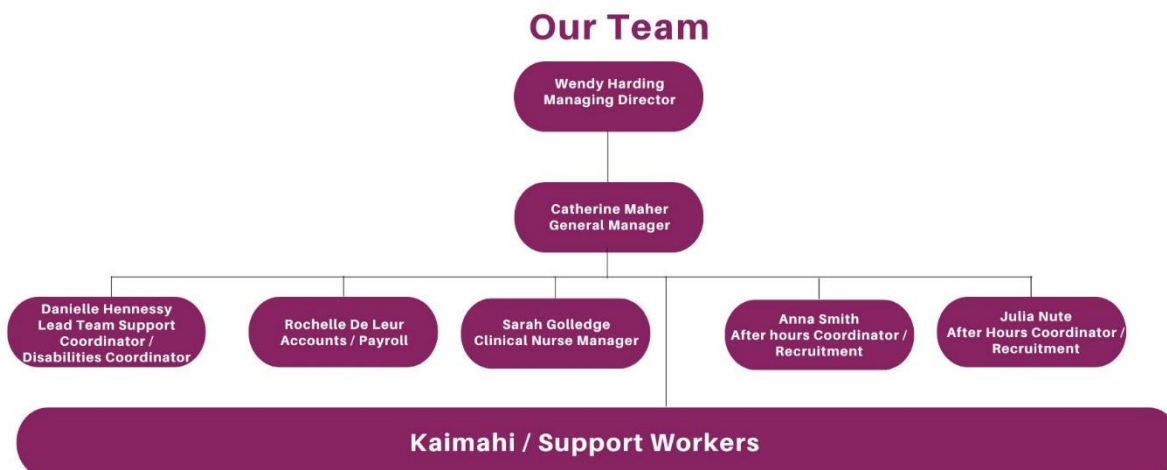 Our Team
Wendy Harding
Managing Director
Catherine Maher
General Manager
Danielle Hennessy
Lead Team Support
Coordinator /
Disabilities Coordinator
Rochelle De Leur
Accounts / Payroll
Sarah Golledge
Clinical Nurse Manager
Anna Smith
After hours Coordinator /
Recruitment
Julia Nute
After Hours Coordinator /
Recruitment
Kaimahi / Support Workers